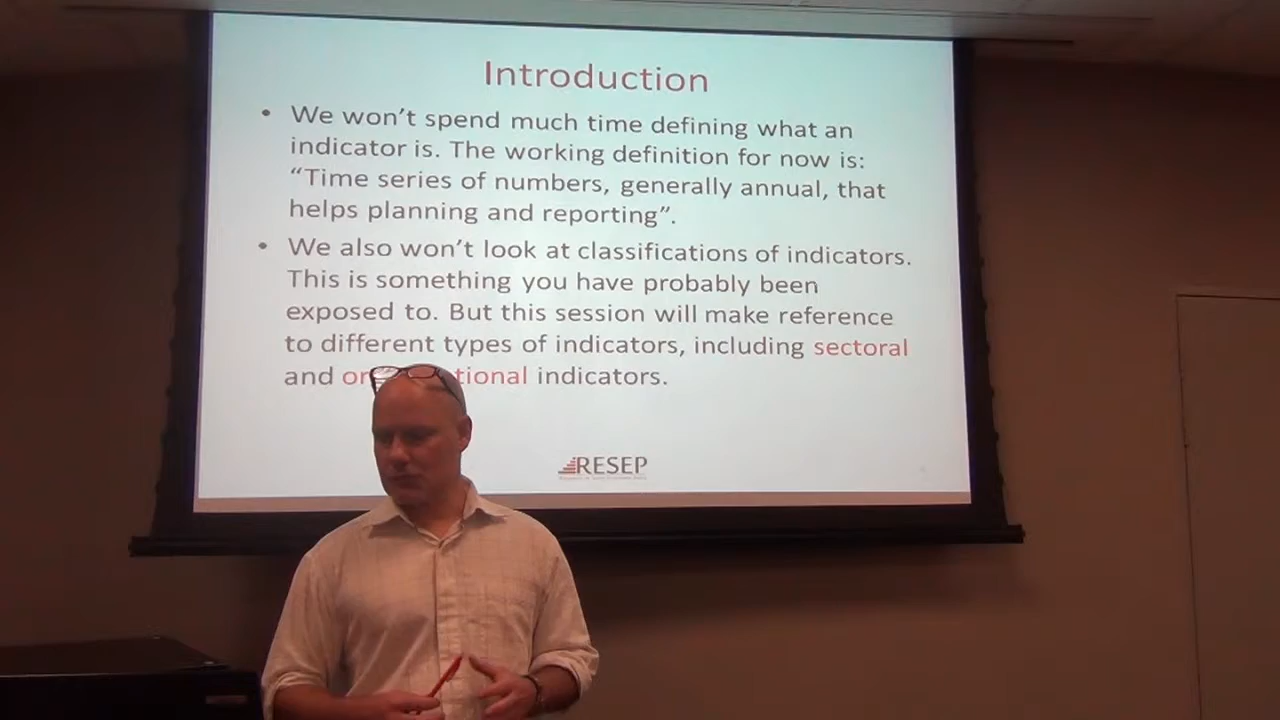 Introduction
• We won't spend much time defining what an
indicator is. The working definition for now is:
“Time series of numbers, generally annual, that
helps planning and reporting”.
• We also won't look at classifications of indicators.
This is something you have probably been
exposed to. But this session will make reference
to different types of indicators, including sectoral
and indicators.
RESEP